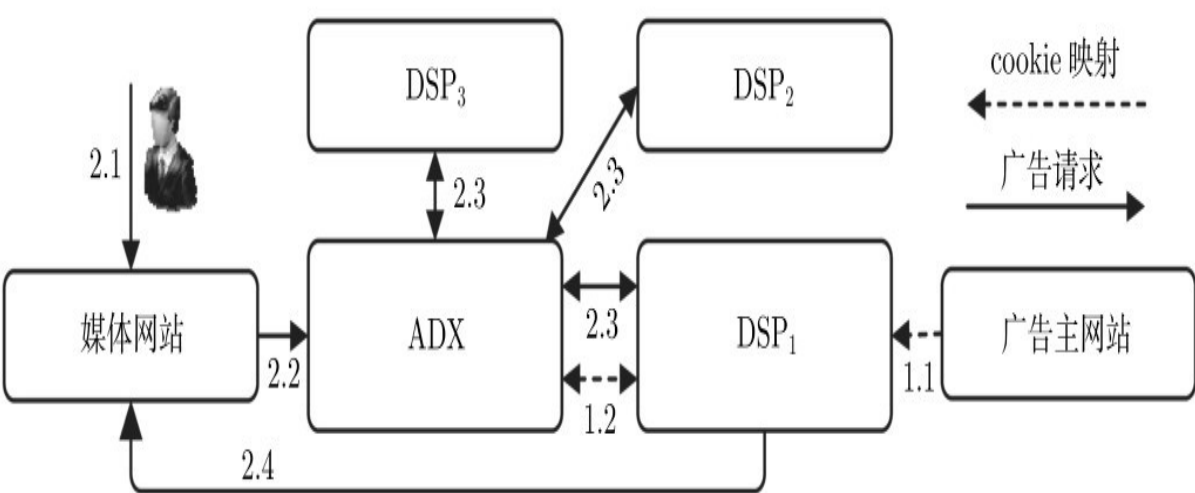 DSP₃
DSP₂
cookie 映射
2.1
2.3
2.3
广告请求
媒体网站
2.2
ADX
2.3
1.2
DSP₁
1.1
广告主网站
2.4